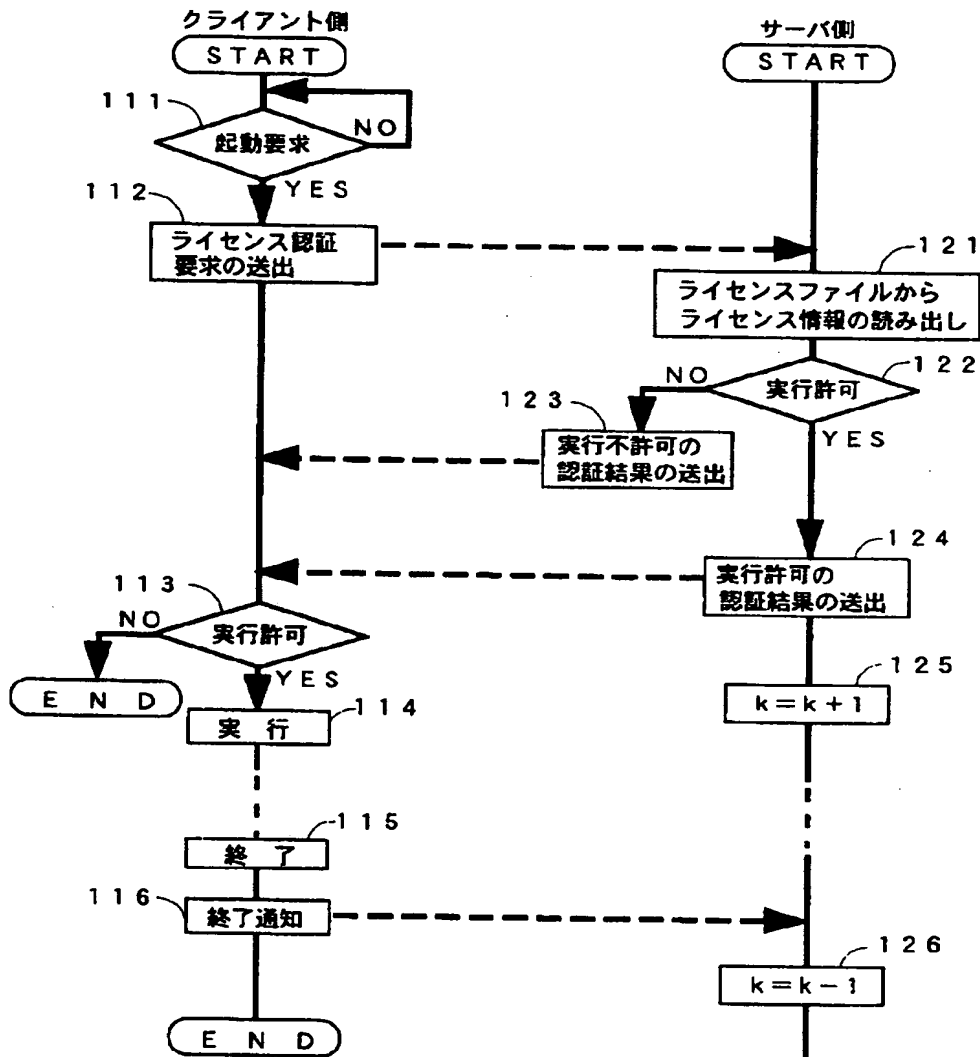 クライアント側
START
111
起動要求
NO
YES
112
ライセンス認証
要求の送出
113
実行許可
NO
YES
END
実行
114
終了
115
116
終了通知
END
サーバ側
START
121
ライセンスファイルから
ライセンス情報の読み出し
122
実行許可
NO
YES
123
実行不許可の
認証結果の送出
124
実行許可の
認証結果の送出
125
k=k+1
126
k=k-1